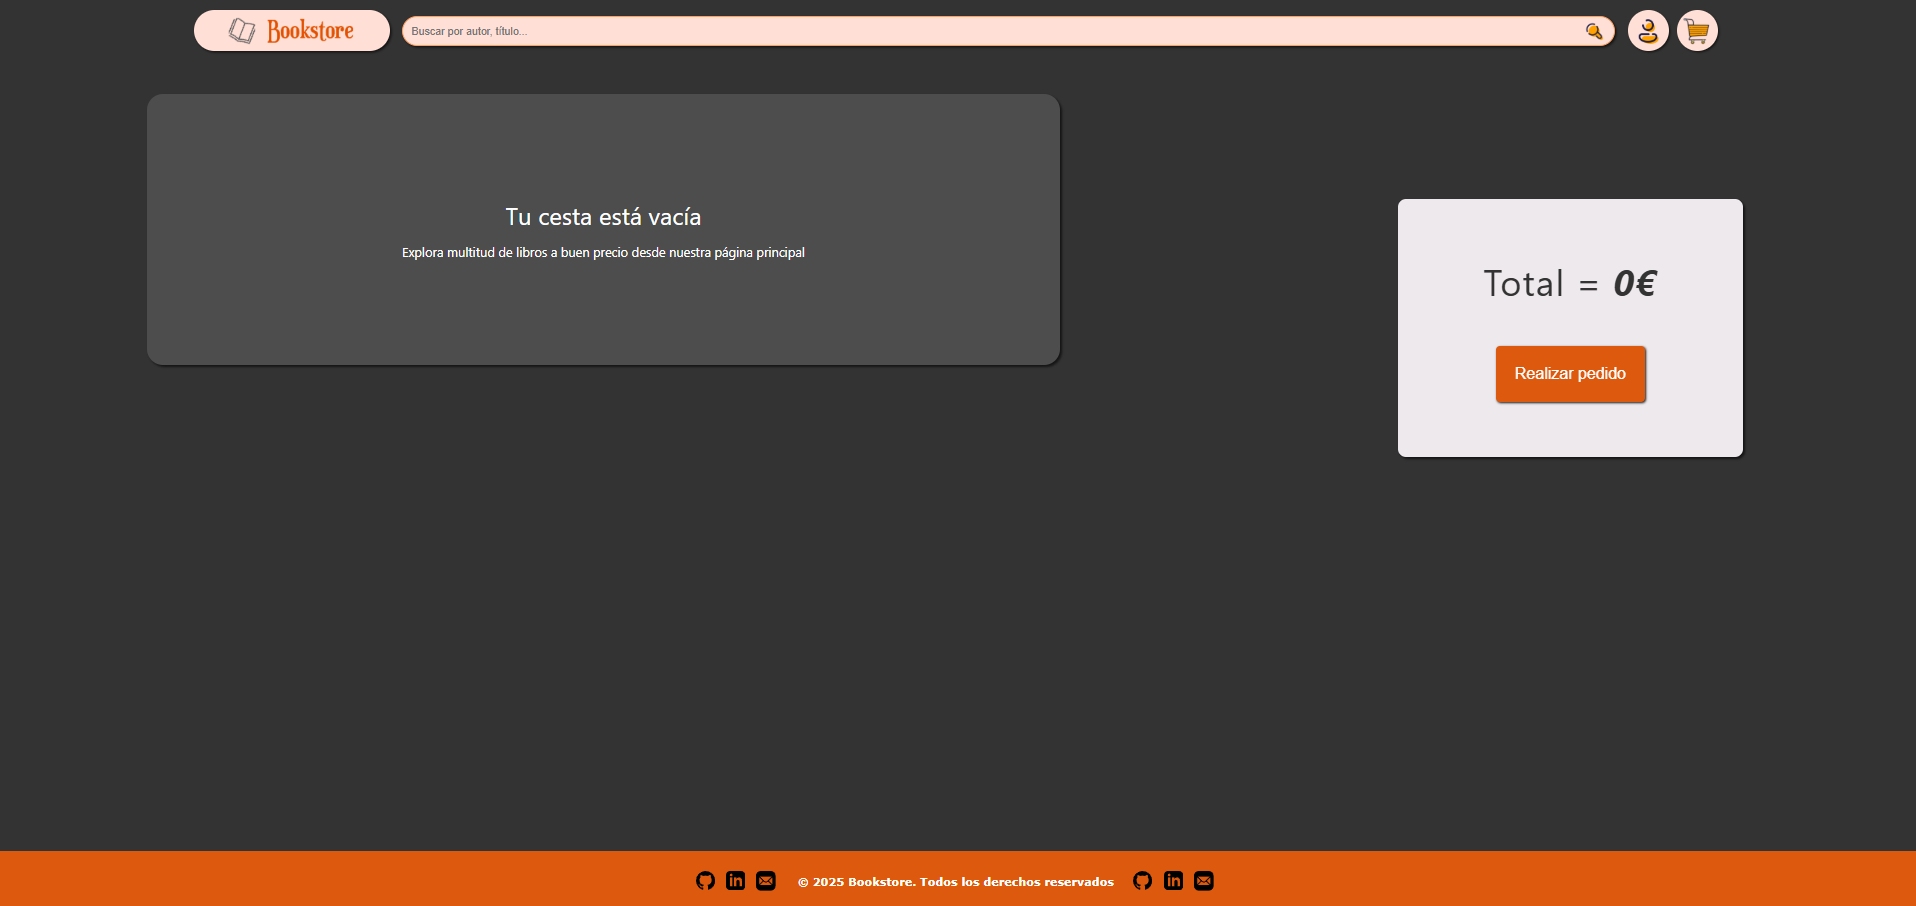 Bookstore
Buscar por autor, título...
Tu cesta está vacía
Explora multitud de libros a buen precio desde nuestra página principal
Total = 0€
Realizar pedido
© 2025 Bookstore. Todos los derechos reservados